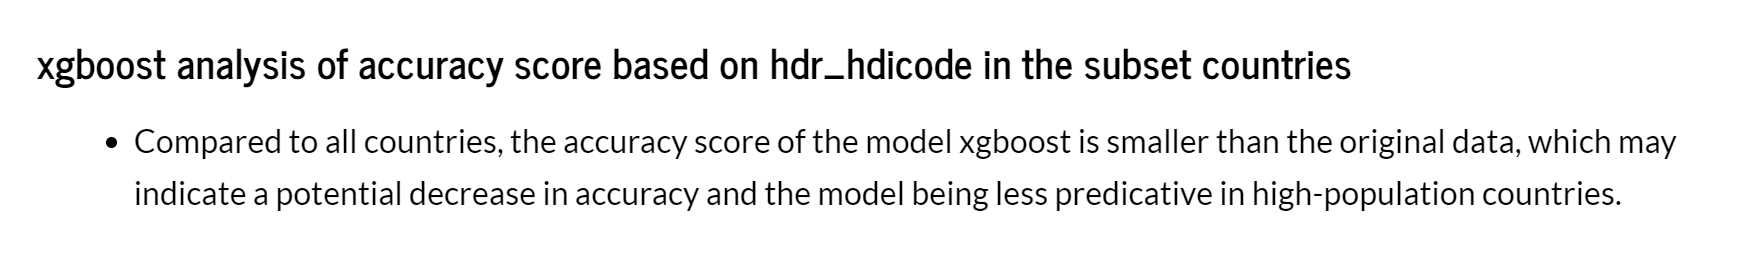 xgboost analysis of accuracy score based on hdr_hdicode in the subset countries
• Compared to all countries, the accuracy score of the model xgboost is smaller than the original data, which may
indicate a potential decrease in accuracy and the model being less predicative in high-population countries.